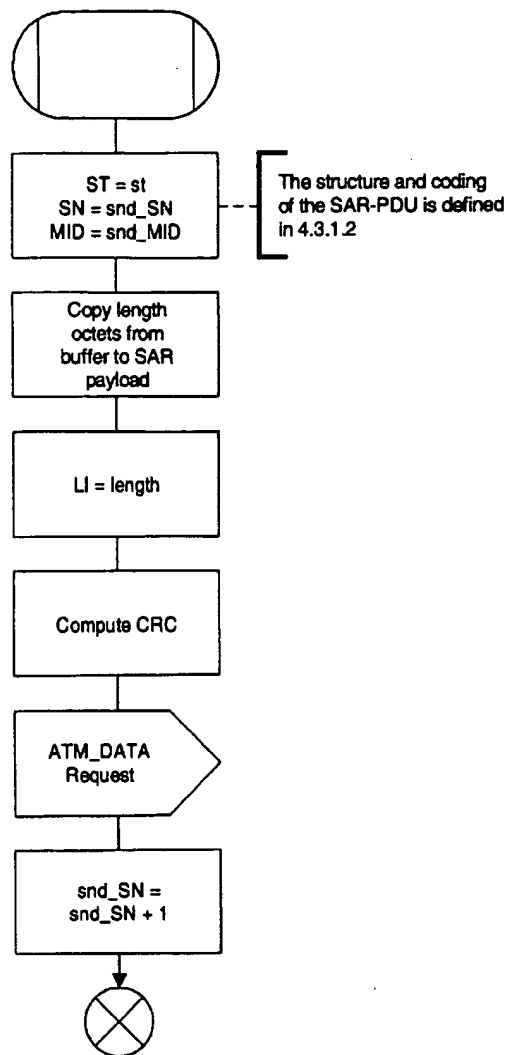 ST = st
SN = snd_SN
MID = snd_MID
The structure and coding
of the SAR-PDU is defined
in 4.3.1.2
Copy length
octets from
buffer to SAR
payload
LI = length
Compute CRC
ATM_DATA
Request
snd_SN =
snd_SN + 1